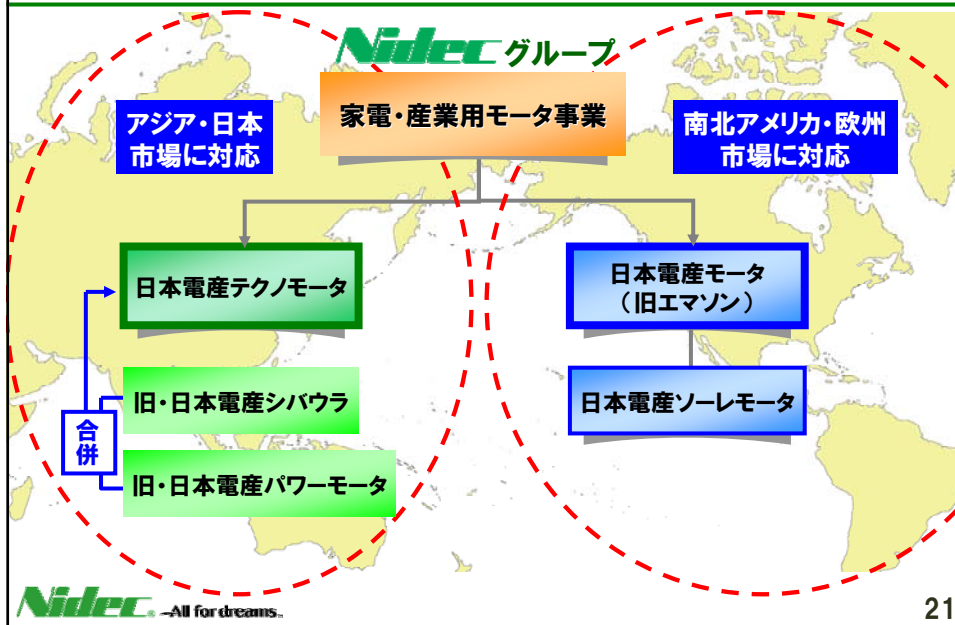 Nidec グループ
家電・産業用モータ事業
アジア・日本
市場に対応
南北アメリカ・欧州
市場に対応
日本電産テクノモータ
日本電産モータ
（旧エマソン）
旧・日本電産シバウラ
日本電産ソーレモータ
合
併
旧・日本電産パワーモータ
Nidec -All for dreams.
21